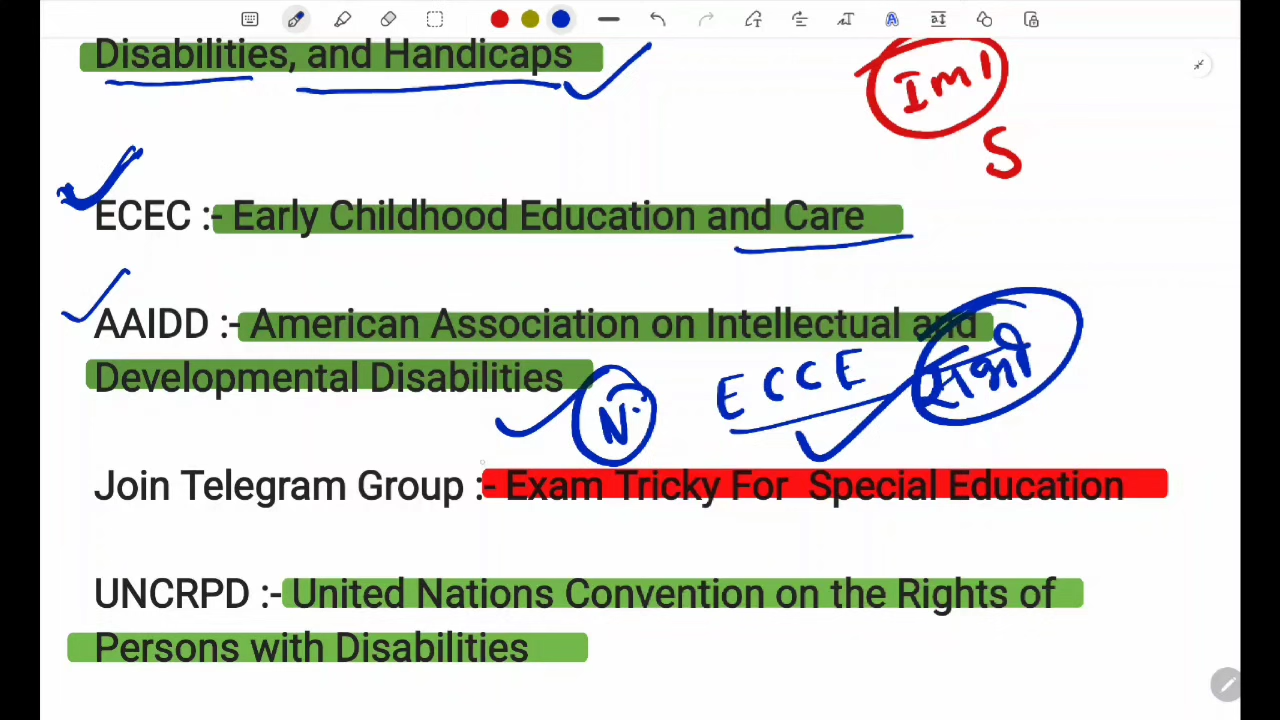 Disabilities, and Handicaps
Im1
S
ECEC :- Early Childhood Education and Care
AAIDD :- American Association on Intellectual and
Developmental Disabilities
ECCE
N
Join Telegram Group :- Exam Tricky For Special Education
UNCRPD :- United Nations Convention on the Rights of
Persons with Disabilities